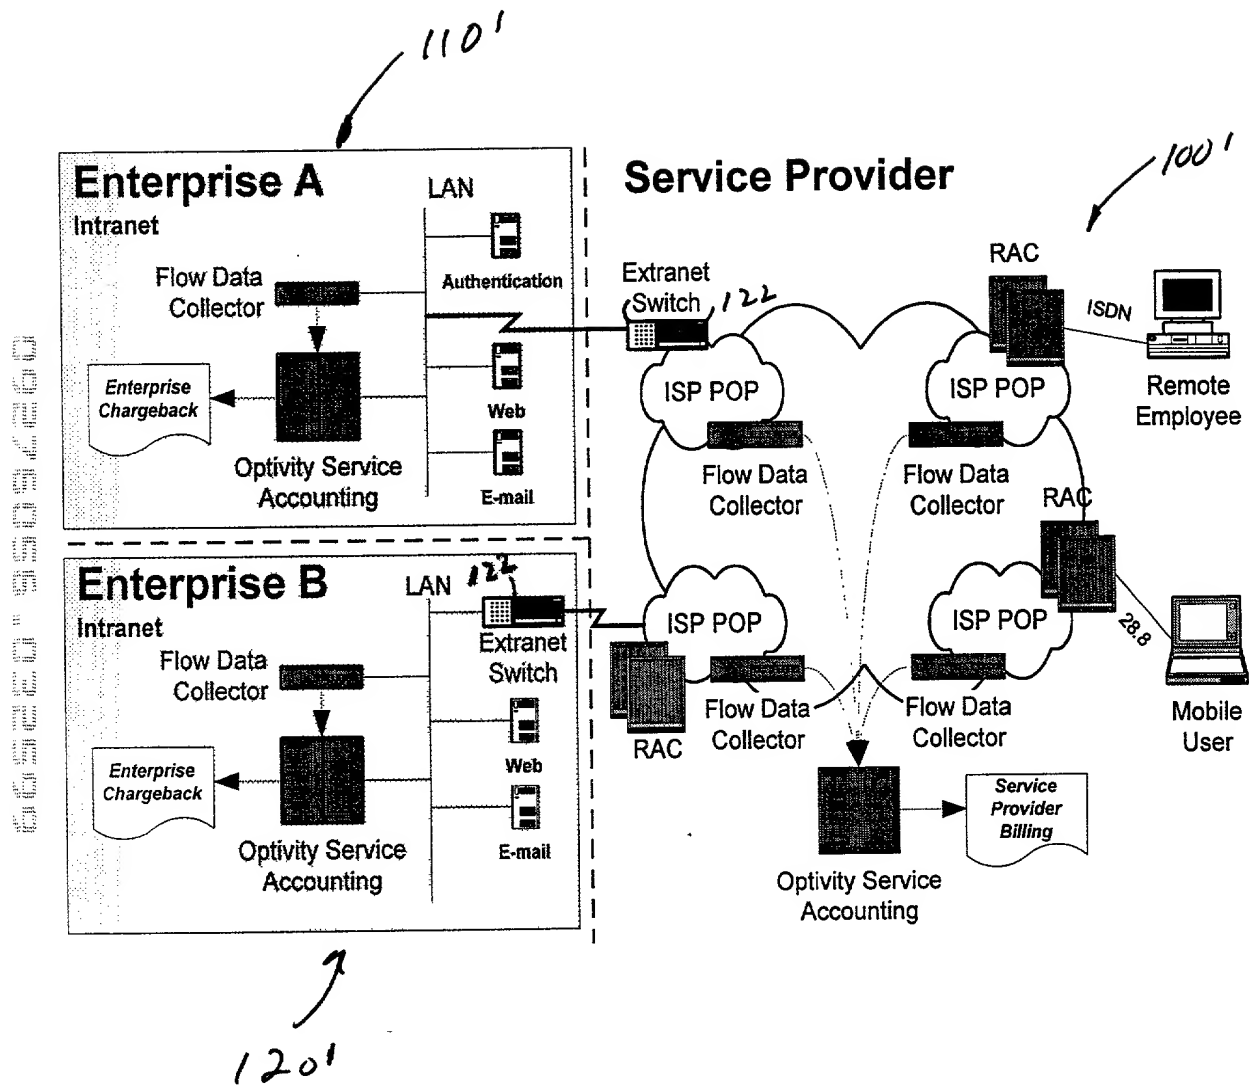 110'
Enterprise A
Intranet
LAN
Flow Data
Collector
Authentication
Enterprise
Chargeback
Web
Optivity Service
Accounting
E-mail
Service Provider
100'
RAC
Extranet
Switch
122
ISDN
ISP POP
ISP POP
Remote
Employee
Flow Data
Collector
Flow Data
Collector
RAC
Enterprise B
Intranet
LAN
122
Extranet
Switch
Flow Data
Collector
Enterprise
Chargeback
Web
Optivity Service
Accounting
E-mail
ISP POP
ISP POP
28.8
RAC
Flow Data
Collector
Flow Data
Collector
Mobile
User
Service
Provider
Billing
Optivity Service
Accounting
120'